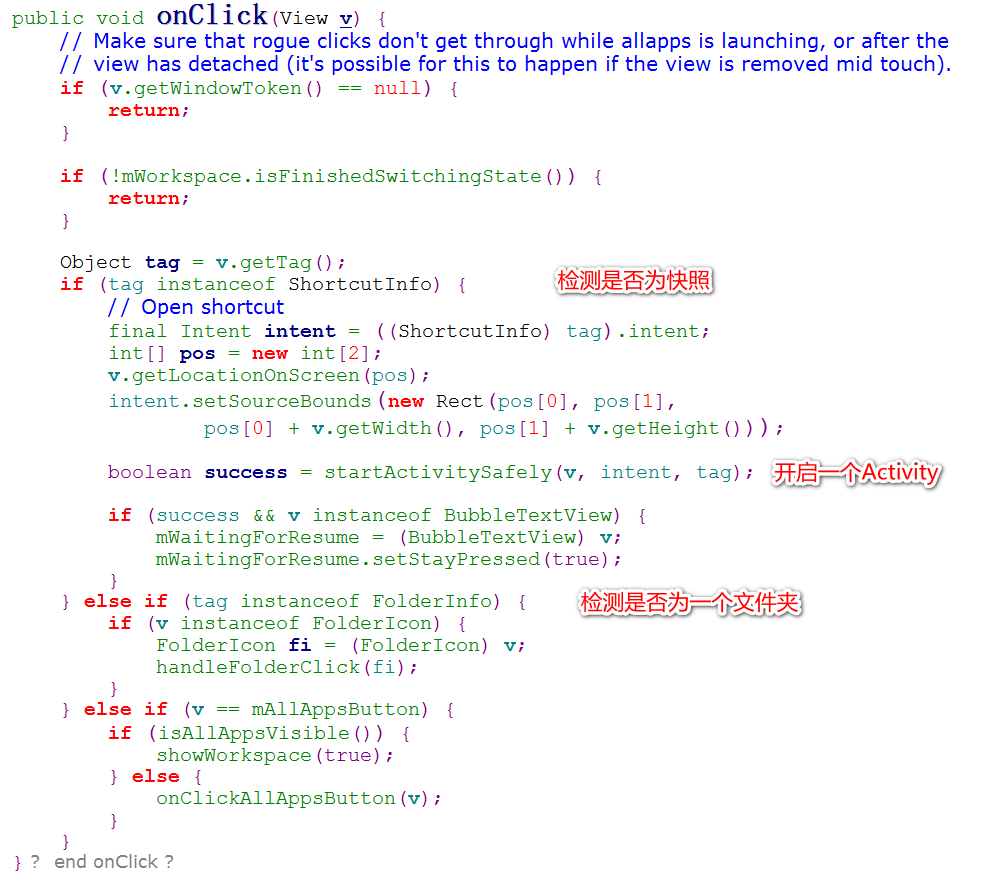 public void onClick(View v) {
// Make sure that rogue clicks don't get through while allapps is launching, or after the
// view has detached (it's possible for this to happen if the view is removed mid touch).
if (v.getWindowToken() == null) {
return;
}
if (!mWorkspace.isFinishedSwitchingState()) {
return;
}
Object tag = v.getTag();
if (tag instanceof ShortcutInfo) { 检测是否为快照
// Open shortcut
final Intent intent = ((ShortcutInfo) tag).intent;
int[] pos = new int[2];
v.getLocationOnScreen(pos);
intent.setSourceBounds(new Rect(pos[0], pos[1],
pos[0] + v.getWidth(), pos[1] + v.getHeight()));
boolean success = startActivitySafely(v, intent, tag); 开启一个Activity
if (success && v instanceof BubbleTextView) {
mWaitingForResume = (BubbleTextView) v;
mWaitingForResume.setStayPressed(true);
}
} else if (tag instanceof FolderInfo) { 检测是否为一个文件夹
if (v instanceof FolderIcon) {
FolderIcon fi = (FolderIcon) v;
handleFolderClick(fi);
}
} else if (v == mAllAppsButton) {
if (isAllAppsVisible()) {
showWorkspace(true);
} else {
onClickAllAppsButton(v);
}
}
} ? end onClick ?